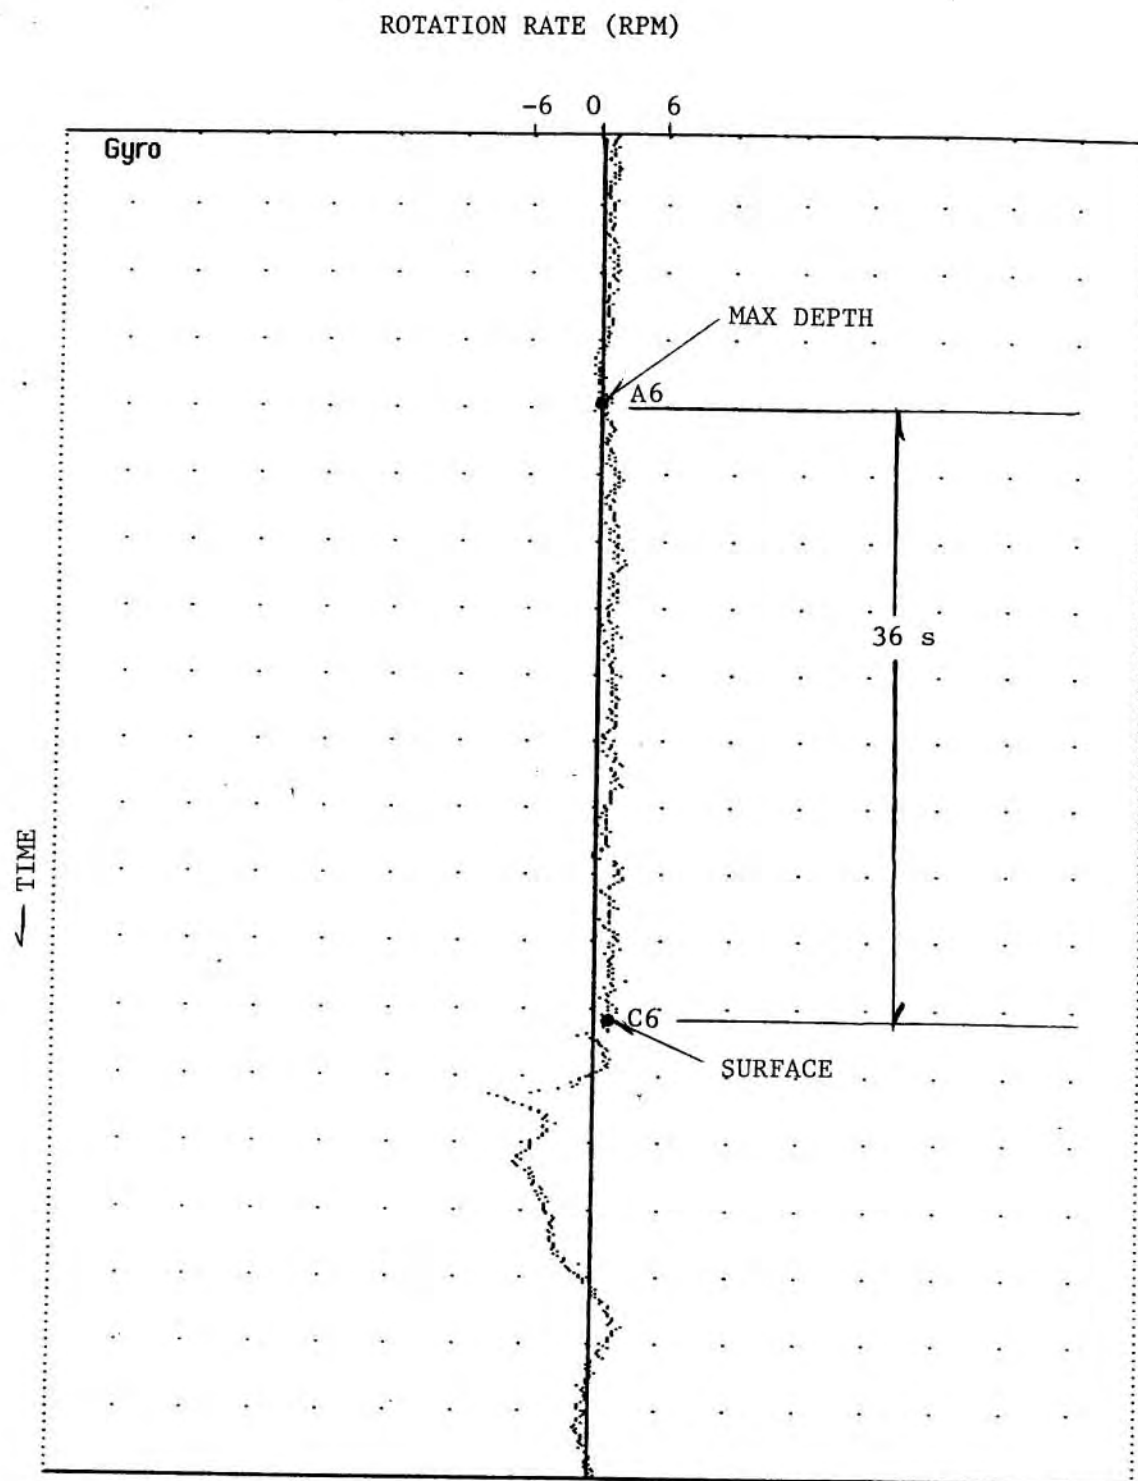 ROTATION RATE (RPM)
-6 0 6
Gyro
MAX DEPTH
A6
36 s
TIME
C6
SURFACE